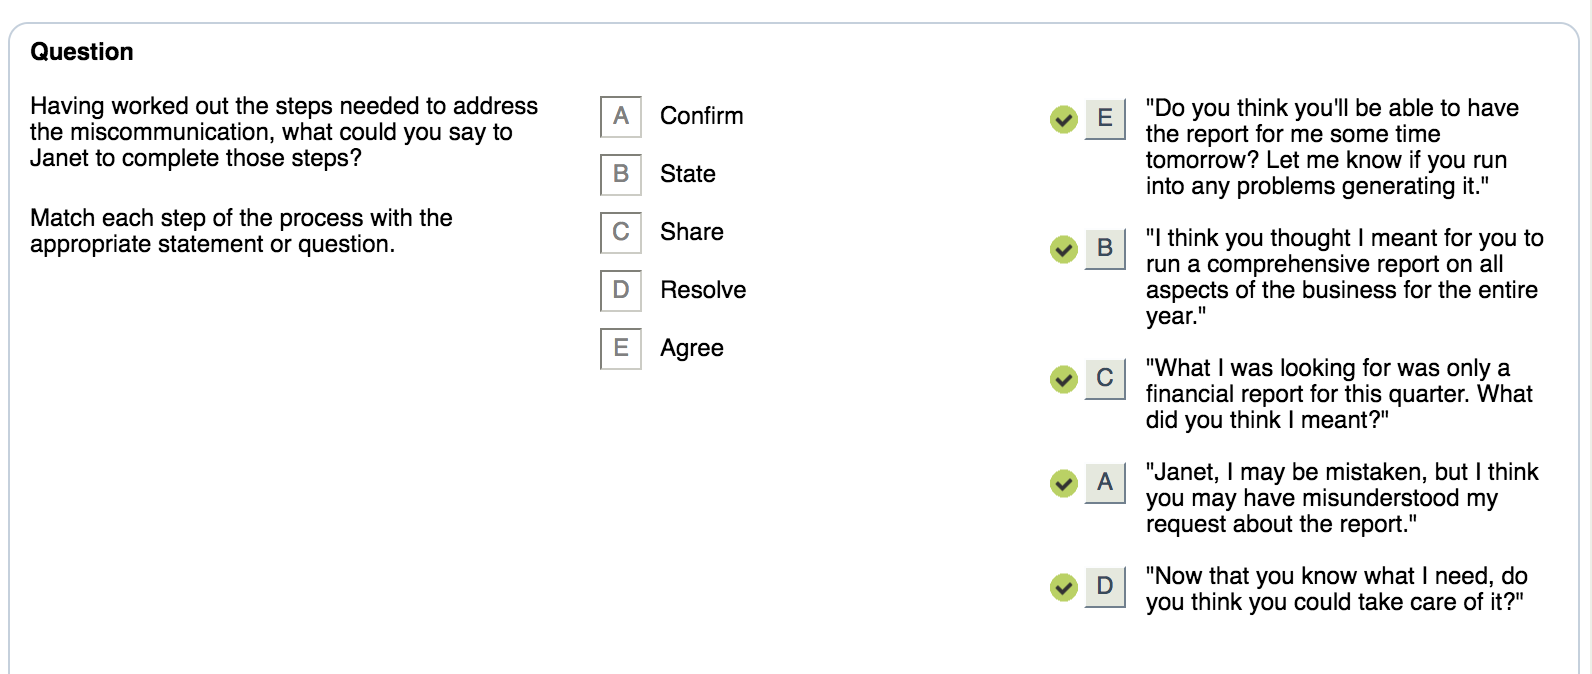 Question
Having worked out the steps needed to address
the miscommunication, what could you say to
Janet to complete those steps?
Match each step of the process with the
appropriate statement or question.
A Confirm
B State
C Share
D Resolve
E Agree
E "Do you think you'll be able to have
the report for me some time
tomorrow? Let me know if you run
into any problems generating it."
B "I think you thought I meant for you to
run a comprehensive report on all
aspects of the business for the entire
year."
C "What I was looking for was only a
financial report for this quarter. What
did you think I meant?"
A "Janet, I may be mistaken, but I think
you may have misunderstood my
request about the report."
D "Now that you know what I need, do
you think you could take care of it?"